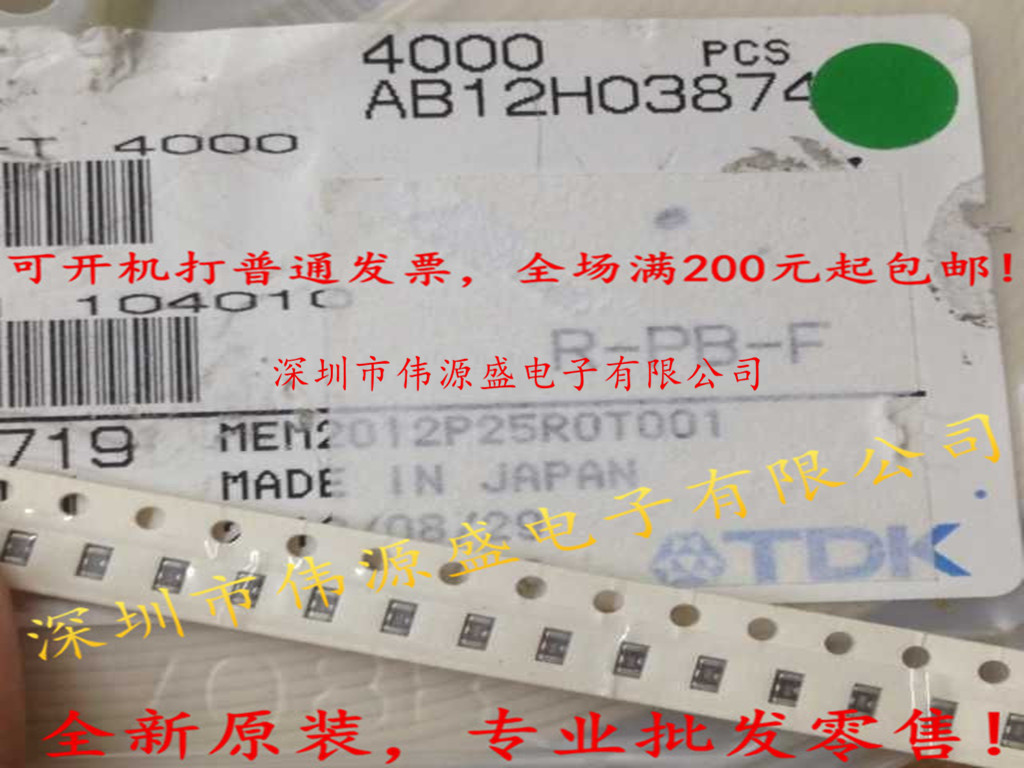 4000 PCS
AB12H03874
-T 4000
可开机打普通发票，全场满200元起包邮！
104010
R-PB-F
深圳市伟源盛电子有限公司
719 MEM2012P25R0T001
MADE IN JAPAN
/08/29
TDK
深圳市伟源盛电子有限公司
全新原装，专业批发零售！